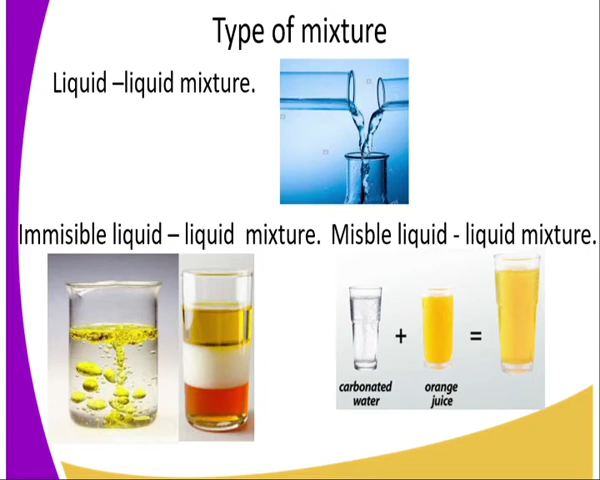 Type of mixture
Liquid –liquid mixture.
Immisible liquid – liquid  mixture.
Misble liquid - liquid mixture.
+
=
carbonated
water
orange
juice